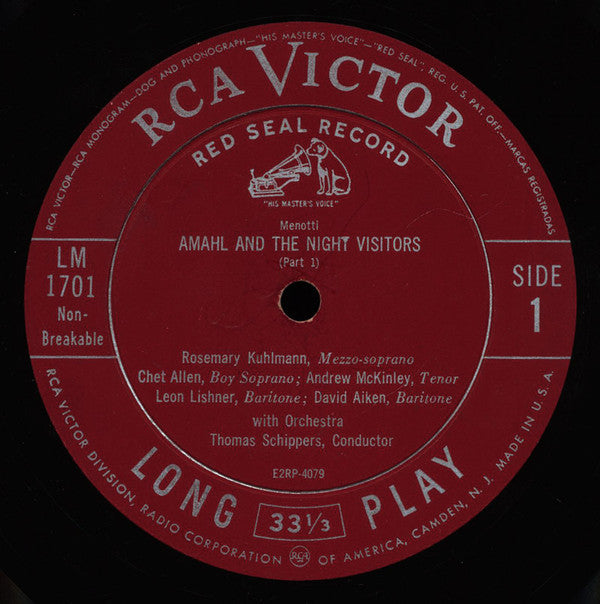 RCA VICTOR—RCA MONOGRAM—DOG AND PHONOGRAPH—"HIS MASTER'S VOICE"—"RED SEAL", REG. U.S. PAT. OFF.—MARCAS REGISTRADAS
RCA VICTOR
RED SEAL RECORD
"HIS MASTER'S VOICE"
Menotti
AMAHL AND THE NIGHT VISITORS
(Part 1)
LM
1701
Non-
Breakable
SIDE
1
Rosemary Kuhlmann, Mezzo-soprano
Chet Allen, Boy Soprano; Andrew McKinley, Tenor
Leon Lishner, Baritone; David Aiken, Baritone
with Orchestra
Thomas Schippers, Conductor
E2RP-4079
LONG 33⅓ PLAY
RCA VICTOR DIVISION, RADIO CORPORATION RCA OF AMERICA, CAMDEN, N. J. MADE IN U.S.A.